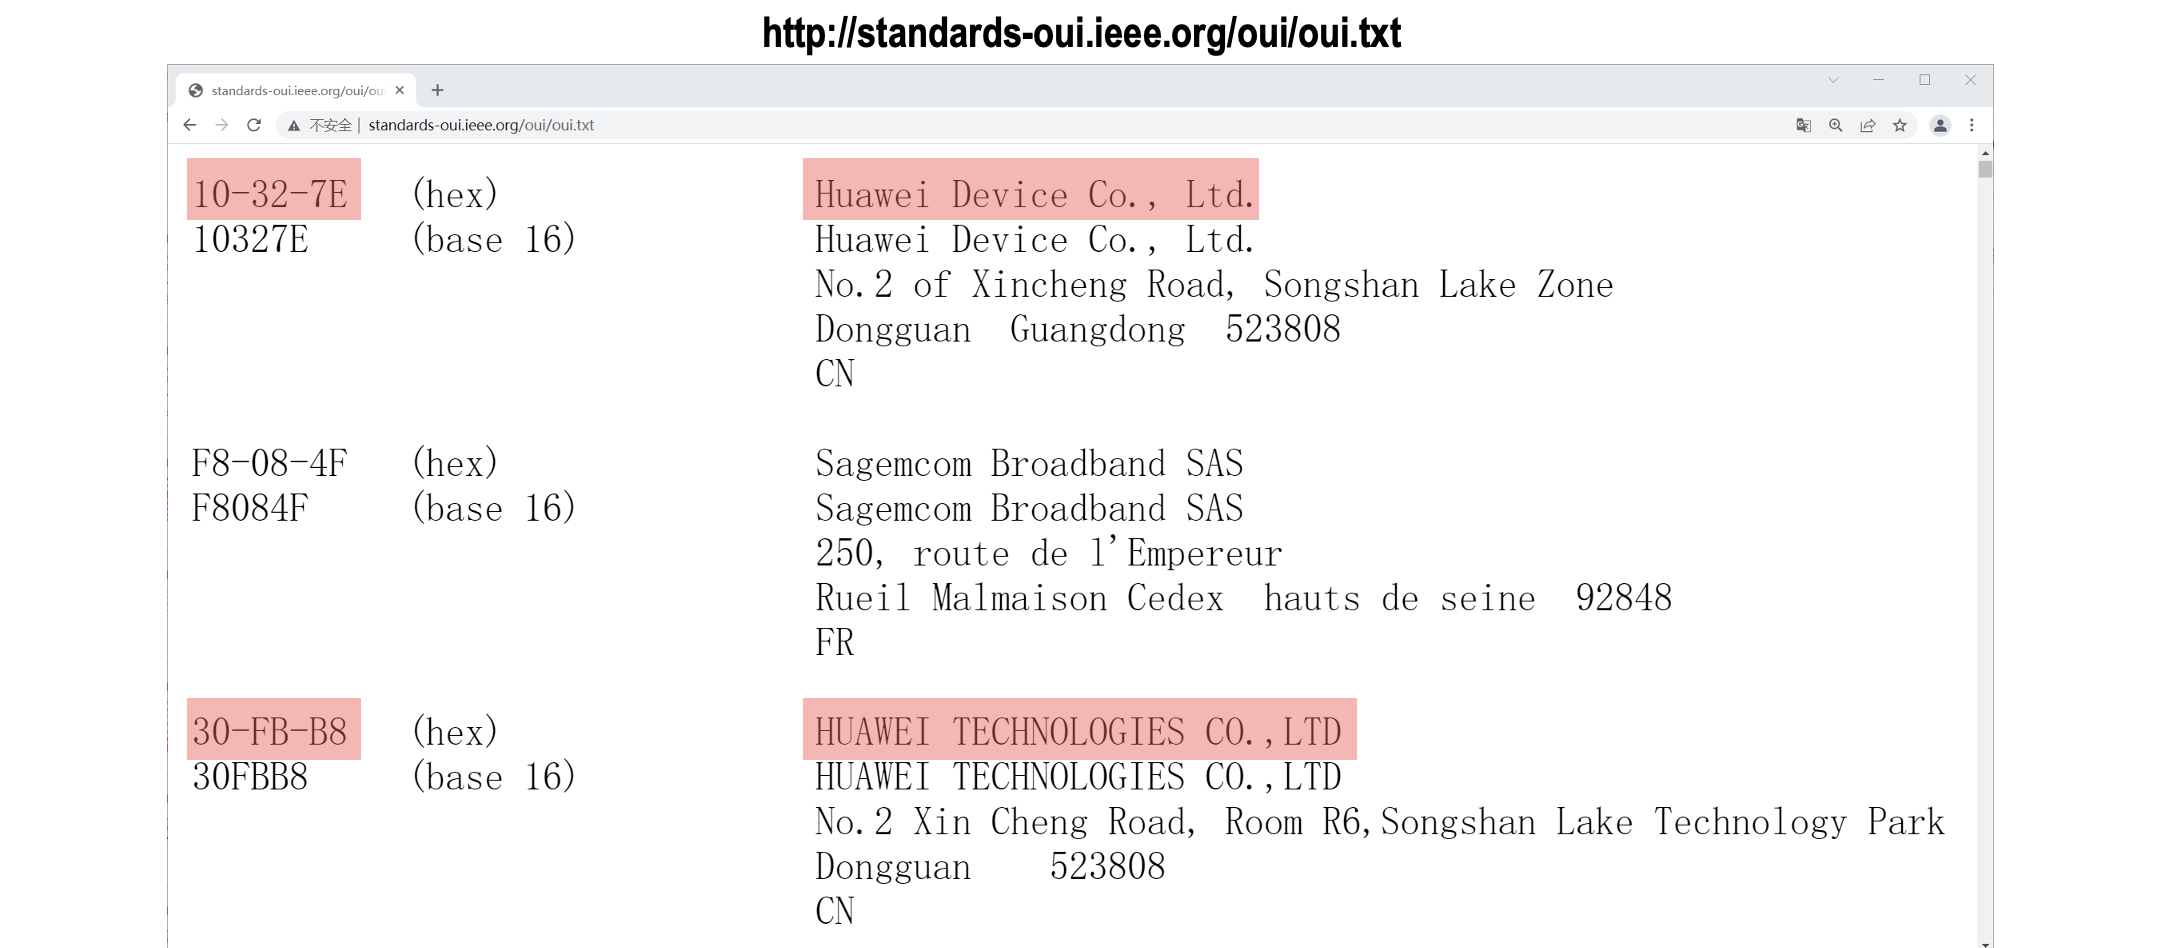 http://standards-oui.ieee.org/oui/oui.txt
standards-oui.ieee.org/oui/oui
不安全 | standards-oui.ieee.org/oui/oui.txt
10-32-7E (hex) Huawei Device Co., Ltd.
10327E (base 16) Huawei Device Co., Ltd.
No.2 of Xincheng Road, Songshan Lake Zone
Dongguan Guangdong 523808
CN
F8-08-4F (hex) Sagemcom Broadband SAS
F8084F (base 16) Sagemcom Broadband SAS
250, route de l'Empereur
Rueil Malmaison Cedex hauts de seine 92848
FR
30-FB-B8 (hex) HUAWEI TECHNOLOGIES CO.,LTD
30FBB8 (base 16) HUAWEI TECHNOLOGIES CO.,LTD
No.2 Xin Cheng Road, Room R6,Songshan Lake Technology Park
Dongguan 523808
CN